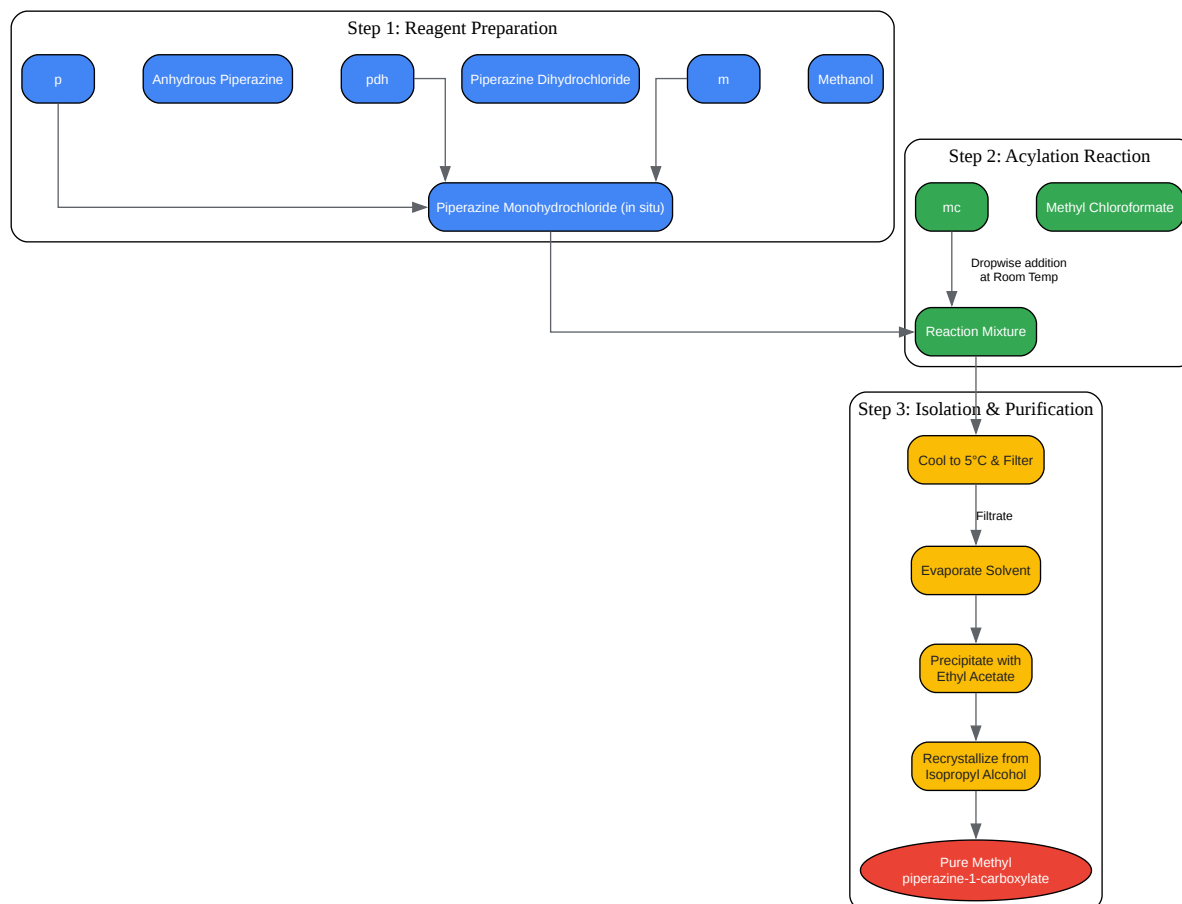 Step 1: Reagent Preparation
p
Anhydrous Piperazine
pdh
Piperazine Dihydrochloride
m
Methanol
Piperazine Monohydrochloride (in situ)
Step 2: Acylation Reaction
mc
Methyl Chloroformate
Dropwise addition
at Room Temp
Reaction Mixture
Step 3: Isolation & Purification
Cool to 5°C & Filter
Filtrate
Evaporate Solvent
Precipitate with
Ethyl Acetate
Recrystallize from
Isopropyl Alcohol
Pure Methyl
piperazine-1-carboxylate